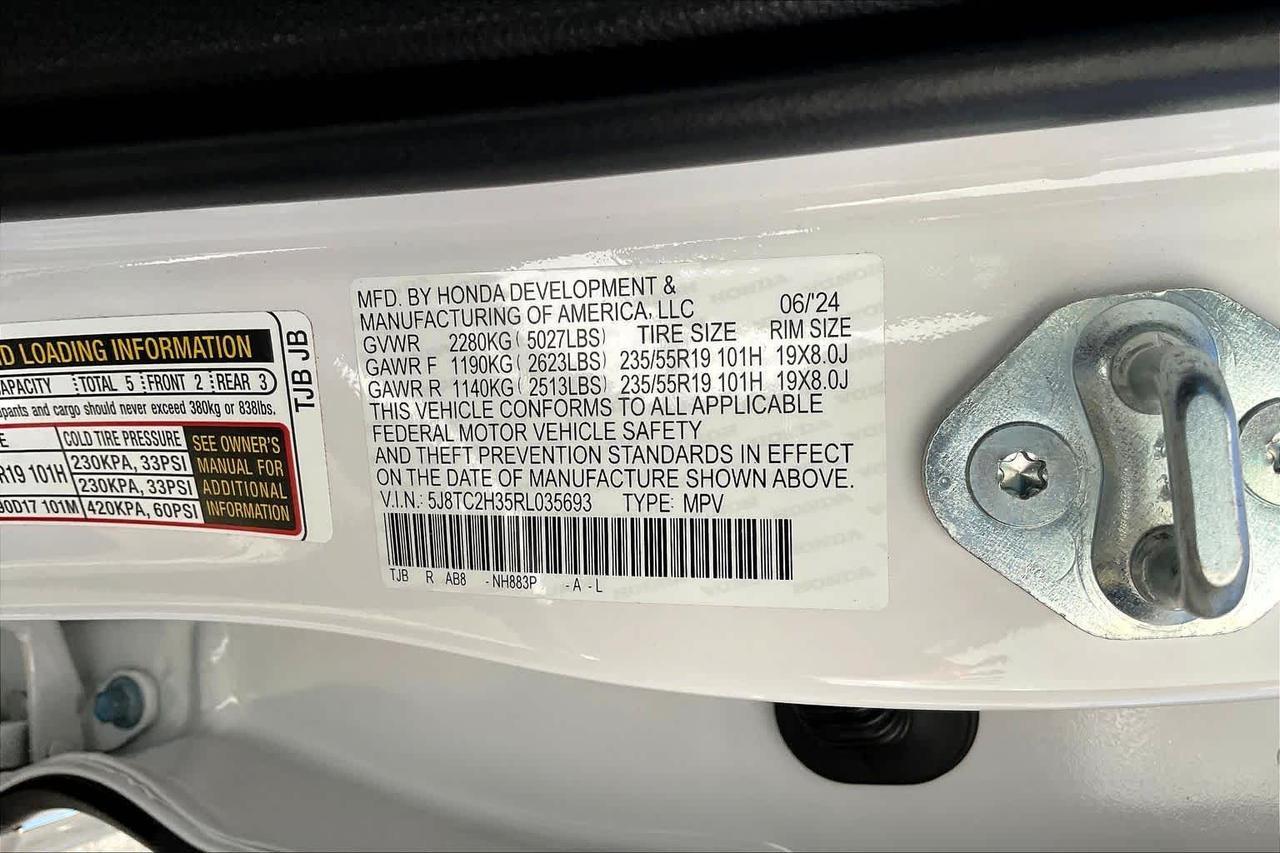 MFD. BY HONDA DEVELOPMENT &
MANUFACTURING OF AMERICA, LLC 06/'24
GVWR 2280KG ( 5027LBS) TIRE SIZE RIM SIZE
GAWR F 1190KG ( 2623LBS) 235/55R19 101H 19X8.0J
GAWR R 1140KG ( 2513LBS) 235/55R19 101H 19X8.0J
THIS VEHICLE CONFORMS TO ALL APPLICABLE
FEDERAL MOTOR VEHICLE SAFETY
AND THEFT PREVENTION STANDARDS IN EFFECT
ON THE DATE OF MANUFACTURE SHOWN ABOVE.
V.I.N.: 5J8TC2H35RL035693 TYPE: MPV
TJB R AB8 -NH883P -A -L
LOADING INFORMATION
TOTAL 5 FRONT 2 REAR 3
and cargo should never exceed 380kg or 838lbs.
COLD TIRE PRESSURE
R19 101H 230KPA, 33PSI
230KPA, 33PSI
90D17 101M 420KPA, 60PSI
SEE OWNER'S
MANUAL FOR
ADDITIONAL
INFORMATION
TJB JB